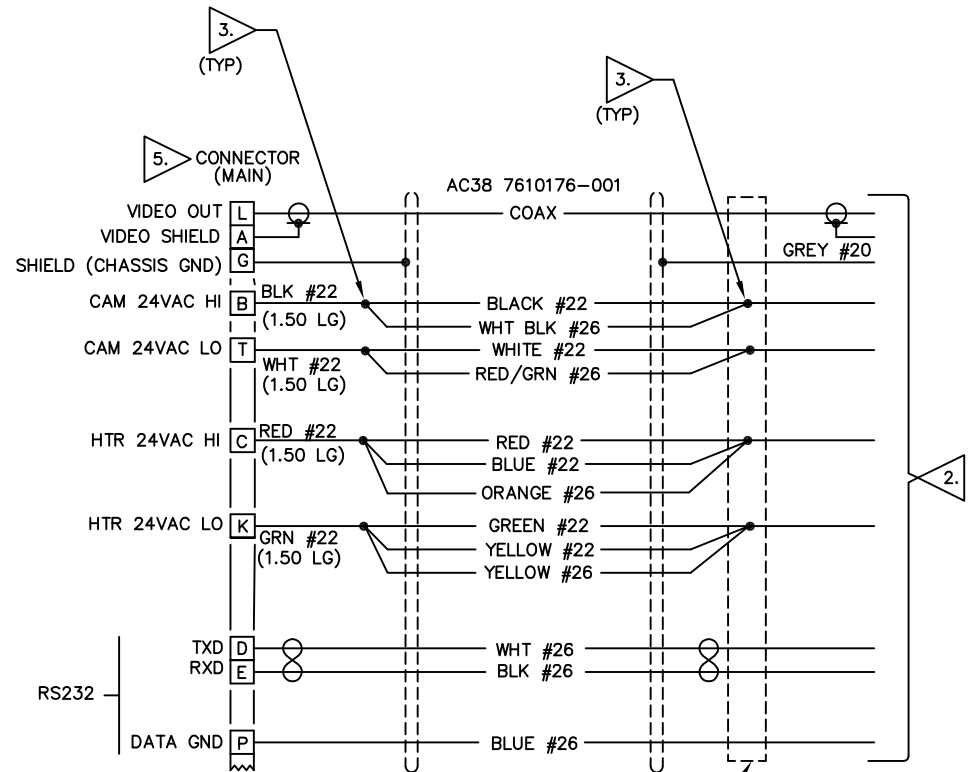 3.
(TYP)
3.
(TYP)
5. CONNECTOR
(MAIN)
AC38 7610176-001
VIDEO OUT L COAX
VIDEO SHIELD A
GREY #20
SHIELD (CHASSIS GND) G
CAM 24VAC HI B BLK #22 BLACK #22
(1.50 LG) WHT BLK #26
CAM 24VAC LO T WHITE #22
WHT #22 RED/GRN #26
(1.50 LG)
HTR 24VAC HI C RED #22 RED #22
(1.50 LG) BLUE #22
ORANGE #26
2.
HTR 24VAC LO K GREEN #22
GRN #22 YELLOW #22
(1.50 LG) YELLOW #26
TXD D WHT #26
RXD E BLK #26
RS232
DATA GND P BLUE #26